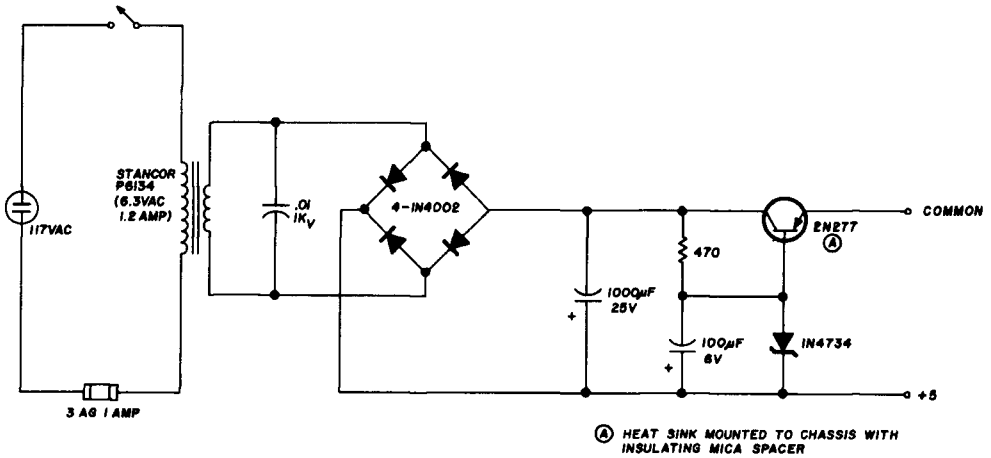 STANCOR
P6134
(6.3VAC
1.2 AMP)
117VAC
3 AG 1 AMP
.01
1KV
4-1N4002
1000µF
25V
+
470
100µF
6V
+
2N277
A
1N4734
COMMON
+5
A HEAT SINK MOUNTED TO CHASSIS WITH
INSULATING MICA SPACER